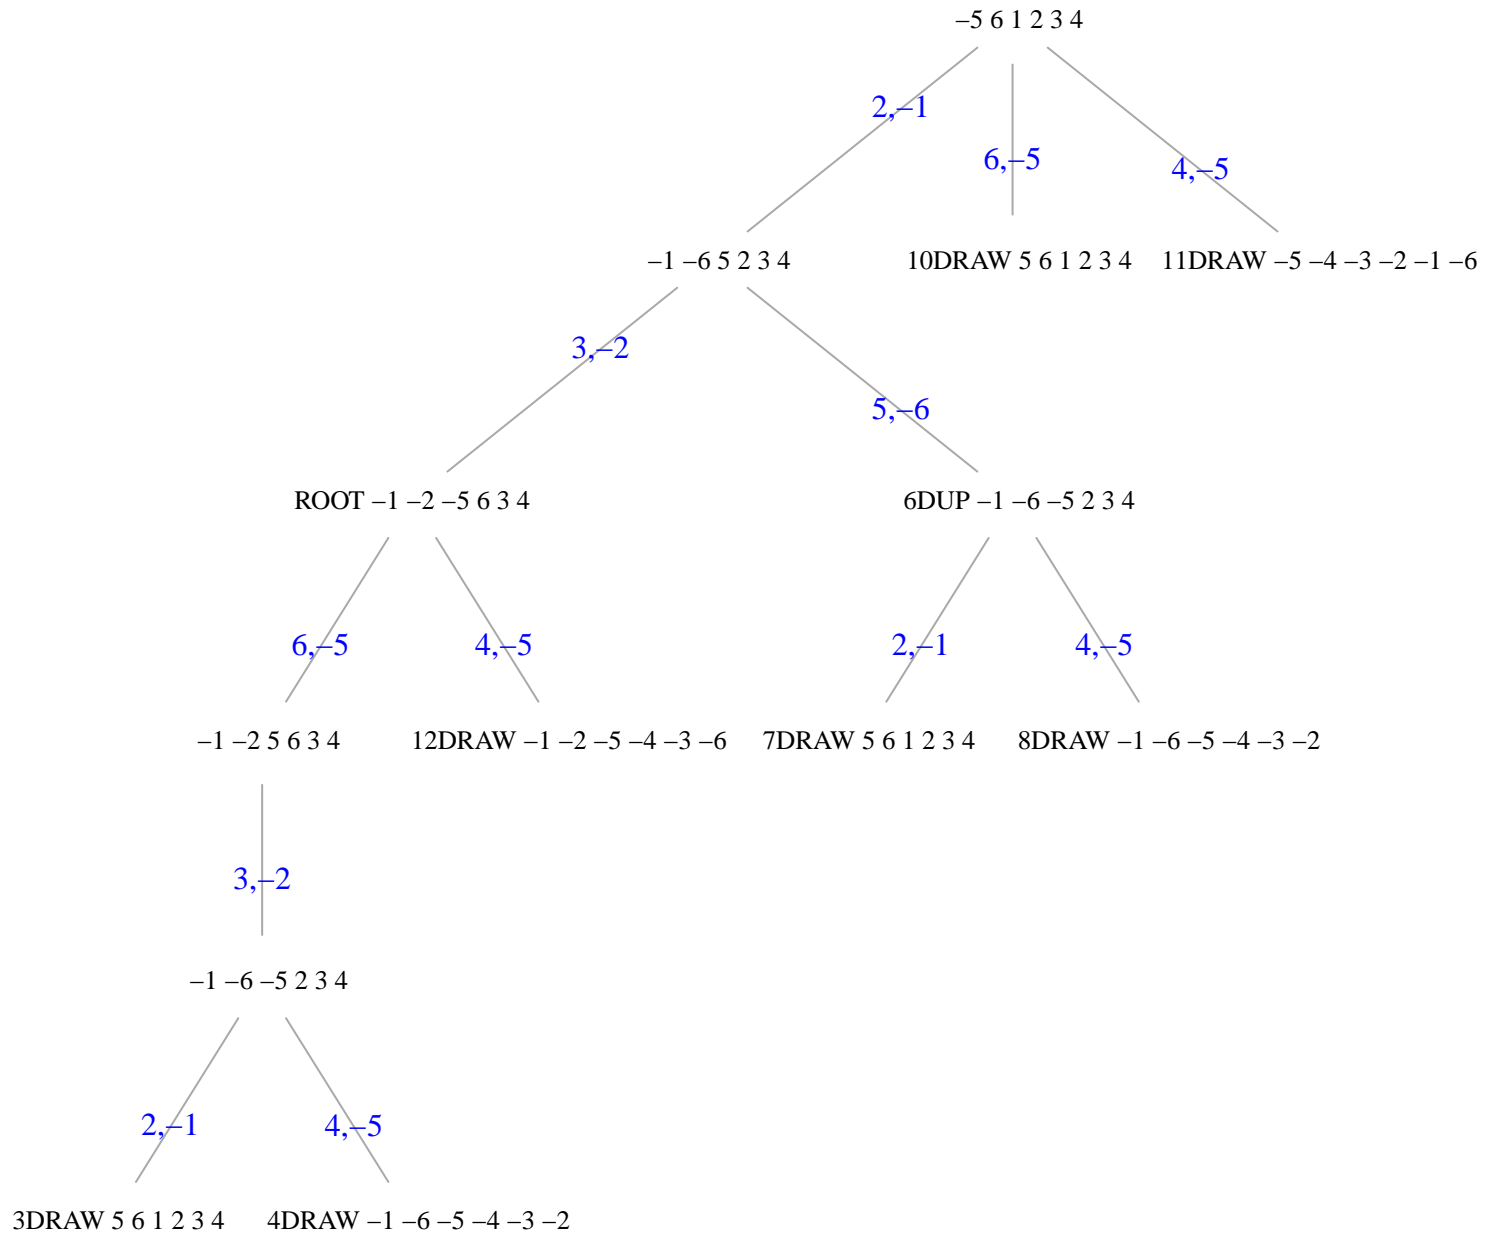 –5 6 1 2 3 4
2,–1
6,–5
4,–5
–1 –6 5 2 3 4
10DRAW 5 6 1 2 3 4
11DRAW –5 –4 –3 –2 –1 –6
3,–2
5,–6
ROOT –1 –2 –5 6 3 4
6DUP –1 –6 –5 2 3 4
6,–5
4,–5
2,–1
4,–5
–1 –2 5 6 3 4
12DRAW –1 –2 –5 –4 –3 –6
7DRAW 5 6 1 2 3 4
8DRAW –1 –6 –5 –4 –3 –2
3,–2
–1 –6 –5 2 3 4
2,–1
4,–5
3DRAW 5 6 1 2 3 4
4DRAW –1 –6 –5 –4 –3 –2